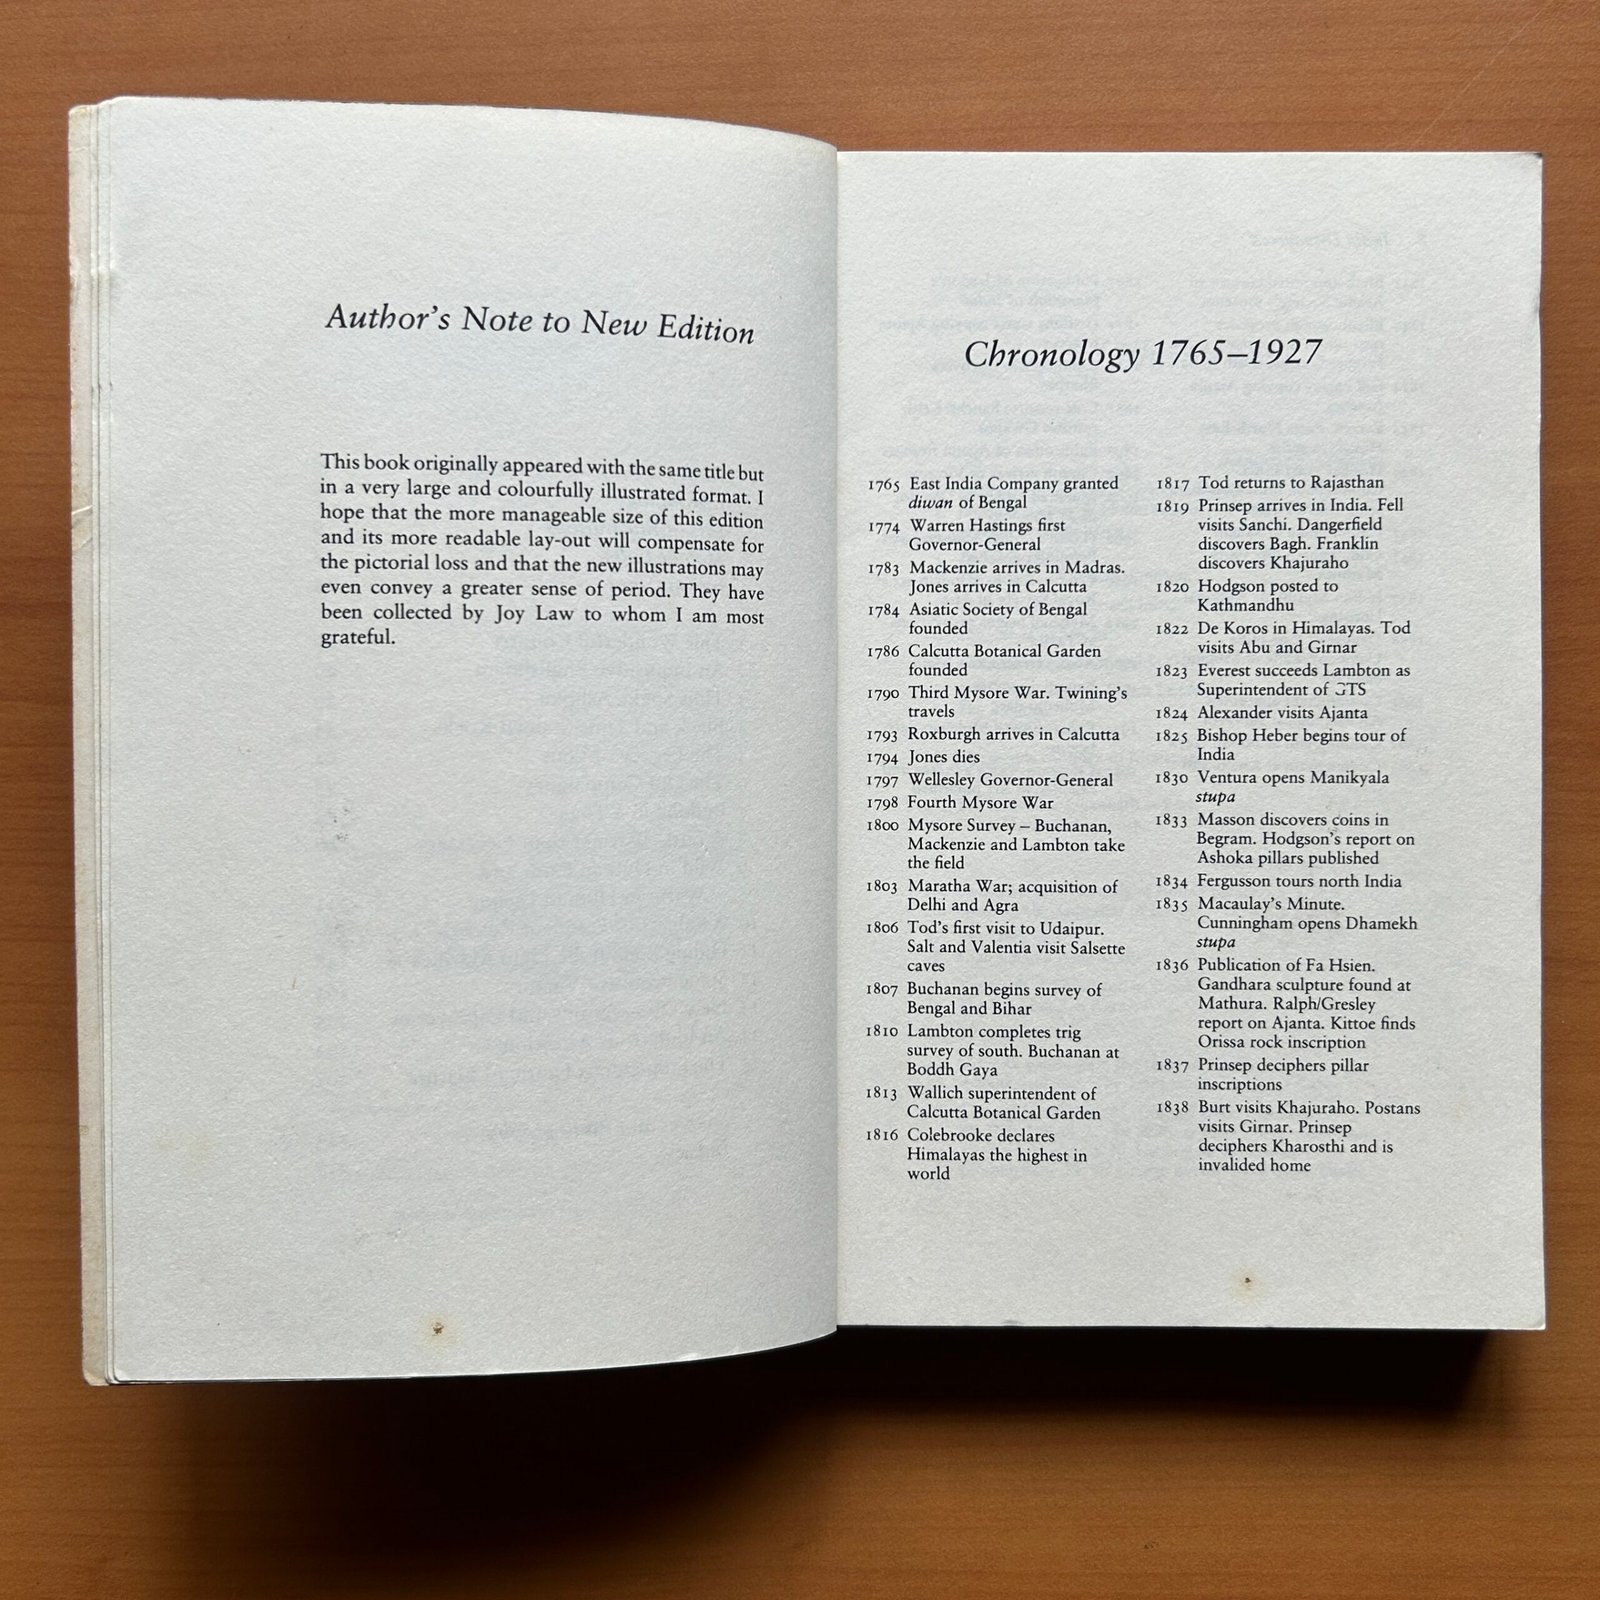 Author's Note to New Edition
This book originally appeared with the same title but
in a very large and colourfully illustrated format. I
hope that the more manageable size of this edition
and its more readable lay-out will compensate for
the pictorial loss and that the new illustrations may
even convey a greater sense of period. They have
been collected by Joy Law to whom I am most
grateful.
Chronology 1765–1927
1765 East India Company granted
diwan of Bengal
1774 Warren Hastings first
Governor-General
1783 Mackenzie arrives in Madras.
Jones arrives in Calcutta
1784 Asiatic Society of Bengal
founded
1786 Calcutta Botanical Garden
founded
1790 Third Mysore War. Twining's
travels
1793 Roxburgh arrives in Calcutta
1794 Jones dies
1797 Wellesley Governor-General
1798 Fourth Mysore War
1800 Mysore Survey – Buchanan,
Mackenzie and Lambton take
the field
1803 Maratha War; acquisition of
Delhi and Agra
1806 Tod's first visit to Udaipur.
Salt and Valentia visit Salsette
caves
1807 Buchanan begins survey of
Bengal and Bihar
1810 Lambton completes trig
survey of south. Buchanan at
Boddh Gaya
1813 Wallich superintendent of
Calcutta Botanical Garden
1816 Colebrooke declares
Himalayas the highest in
world
1817 Tod returns to Rajasthan
1819 Prinsep arrives in India. Fell
visits Sanchi. Dangerfield
discovers Bagh. Franklin
discovers Khajuraho
1820 Hodgson posted to
Kathmandhu
1822 De Koros in Himalayas. Tod
visits Abu and Girnar
1823 Everest succeeds Lambton as
Superintendent of GTS
1824 Alexander visits Ajanta
1825 Bishop Heber begins tour of
India
1830 Ventura opens Manikyala
stupa
1833 Masson discovers coins in
Begram. Hodgson's report on
Ashoka pillars published
1834 Fergusson tours north India
1835 Macaulay's Minute.
Cunningham opens Dhamekh
stupa
1836 Publication of Fa Hsien.
Gandhara sculpture found at
Mathura. Ralph/Gresley
report on Ajanta. Kittoe finds
Orissa rock inscription
1837 Prinsep deciphers pillar
inscriptions
1838 Burt visits Khajuraho. Postans
visits Girnar. Prinsep
deciphers Kharosthi and is
invalided home